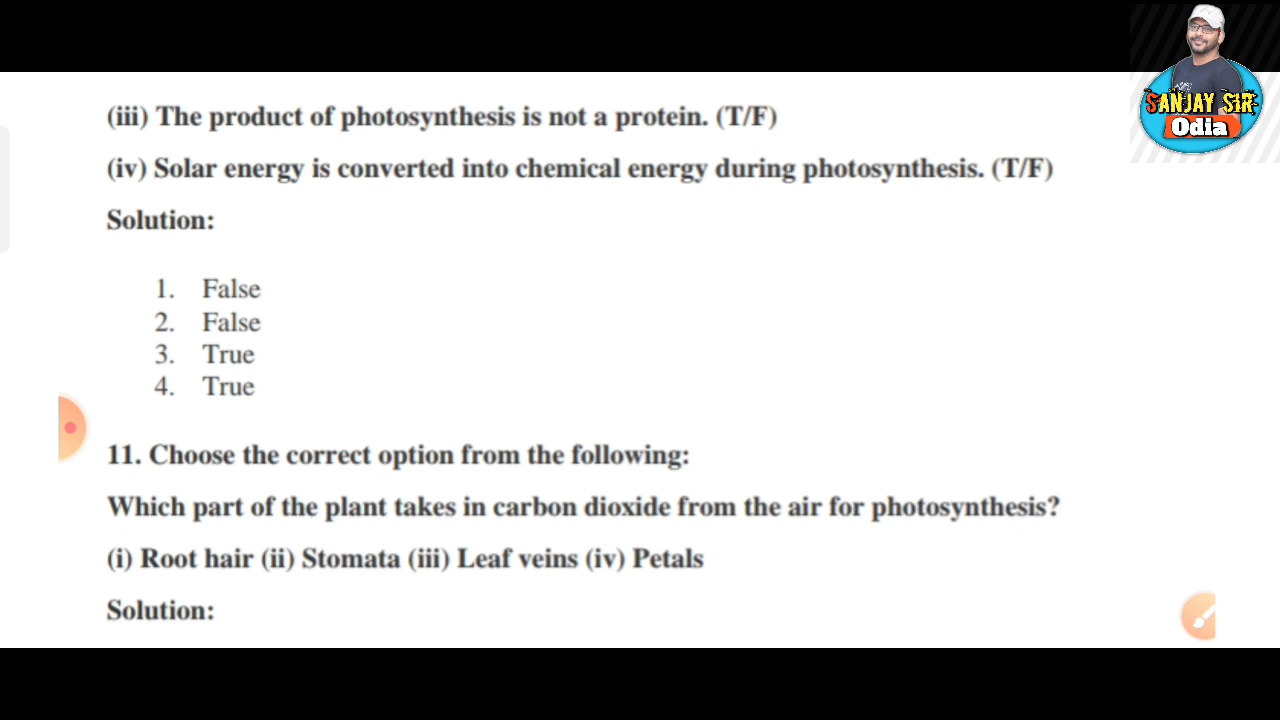 SANJAY SIR
Odia
(iii) The product of photosynthesis is not a protein. (T/F)
(iv) Solar energy is converted into chemical energy during photosynthesis. (T/F)
Solution:
1. False
2. False
3. True
4. True
11. Choose the correct option from the following:
Which part of the plant takes in carbon dioxide from the air for photosynthesis?
(i) Root hair (ii) Stomata (iii) Leaf veins (iv) Petals
Solution: